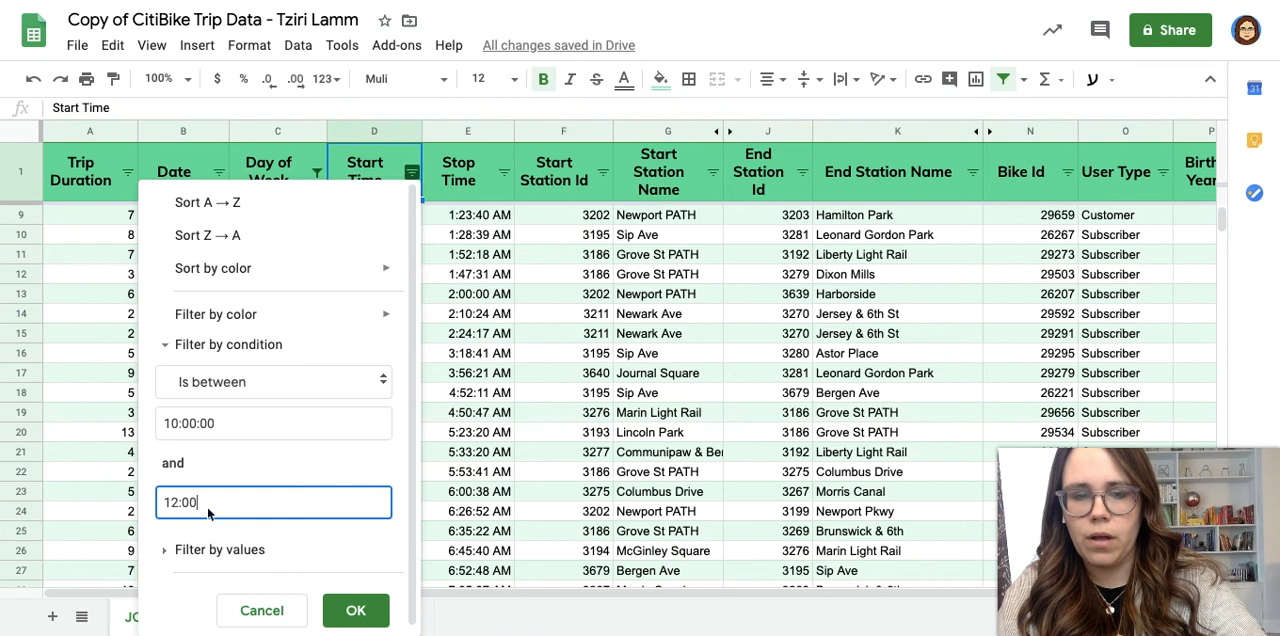 Copy of CitiBike Trip Data - Tziri Lamm
File Edit View Insert Format Data Tools Add-ons Help All changes saved in Drive
Share
100% $ % .0 .00 123 Muli 12 B I S A
31
fx Start Time
A B C D E F G J K N O P
1 Trip Duration Date Day of Week Start Time Stop Time Start Station Id Start Station Name End Station Id End Station Name Bike Id User Type Birth Year
9 7 1:23:40 AM 3202 Newport PATH 3203 Hamilton Park 29659 Customer
10 8 1:28:39 AM 3195 Sip Ave 3281 Leonard Gordon Park 26267 Subscriber
11 7 1:52:18 AM 3186 Grove St PATH 3192 Liberty Light Rail 29273 Subscriber
12 3 1:47:31 AM 3186 Grove St PATH 3279 Dixon Mills 29503 Subscriber
13 6 2:00:00 AM 3202 Newport PATH 3639 Harborside 26207 Subscriber
14 2 2:10:24 AM 3211 Newark Ave 3270 Jersey & 6th St 29592 Subscriber
15 2 2:24:17 AM 3211 Newark Ave 3270 Jersey & 6th St 29291 Subscriber
16 5 3:18:41 AM 3195 Sip Ave 3280 Astor Place 29295 Subscriber
17 9 3:56:21 AM 3640 Journal Square 3281 Leonard Gordon Park 29279 Subscriber
18 5 4:52:11 AM 3195 Sip Ave 3679 Bergen Ave 26221 Subscriber
19 3 4:50:47 AM 3276 Marin Light Rail 3186 Grove St PATH 29656 Subscriber
20 13 5:23:20 AM 3193 Lincoln Park 3186 Grove St PATH 29534 Subscriber
21 4 5:33:20 AM 3277 Communipaw & Ber 3192 Liberty Light Rail
22 2 5:53:41 AM 3186 Grove St PATH 3275 Columbus Drive
23 5 6:00:38 AM 3275 Columbus Drive 3267 Morris Canal
24 2 6:26:52 AM 3202 Newport PATH 3199 Newport Pkwy
25 6 6:35:22 AM 3186 Grove St PATH 3269 Brunswick & 6th
26 9 6:45:40 AM 3194 McGinley Square 3276 Marin Light Rail
27 7 6:52:48 AM 3679 Bergen Ave 3195 Sip Ave
Sort A → Z
Sort Z → A
Sort by color
Filter by color
Filter by condition
Is between
10:00:00
and
12:00
Filter by values
Cancel OK